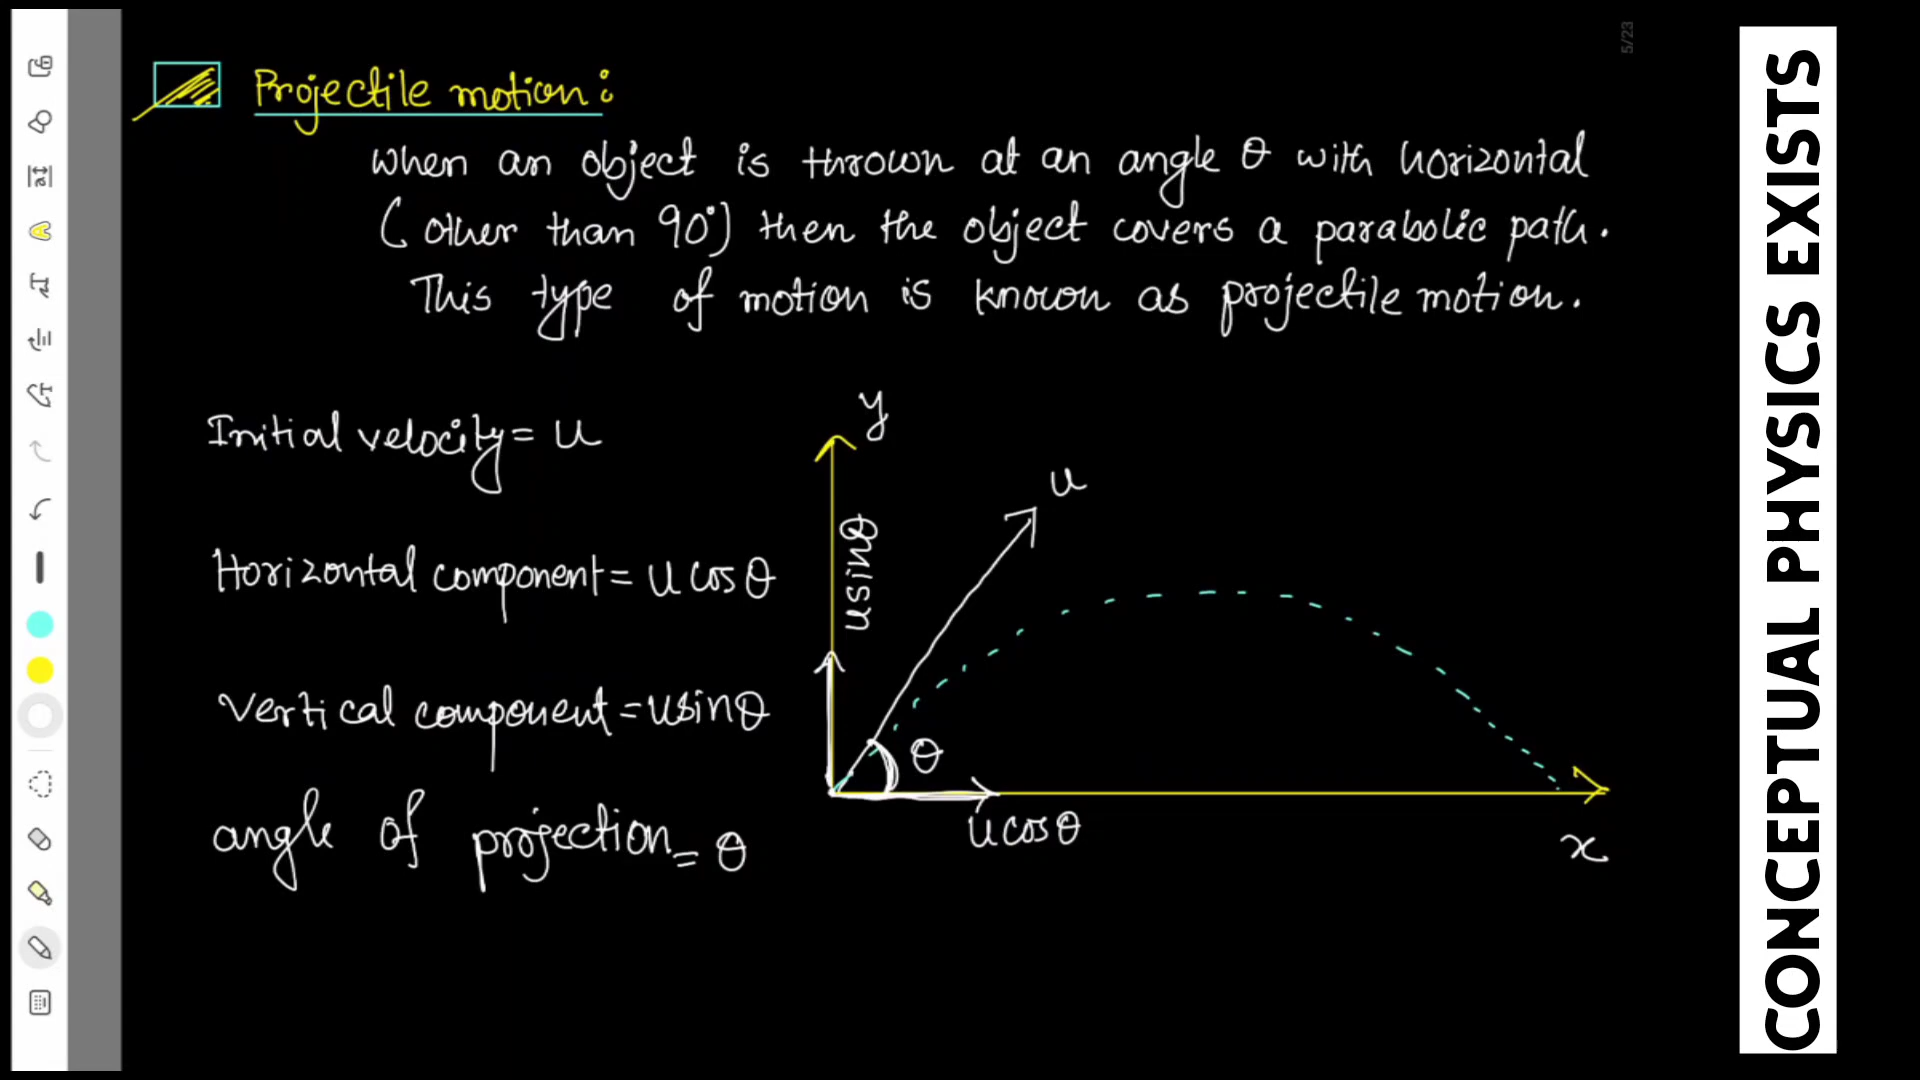 Projectile motion:
when an object is thrown at an angle θ with horizontal
(other than 90°) then the object covers a parabolic path.
This type of motion is known as projectile motion.
Initial velocity = u
Horizontal component = u cos θ
vertical component = u sin θ
angle of projection = θ
y
u
u sin θ
θ
u cos θ
x
5/23
CONCEPTUAL PHYSICS EXISTS